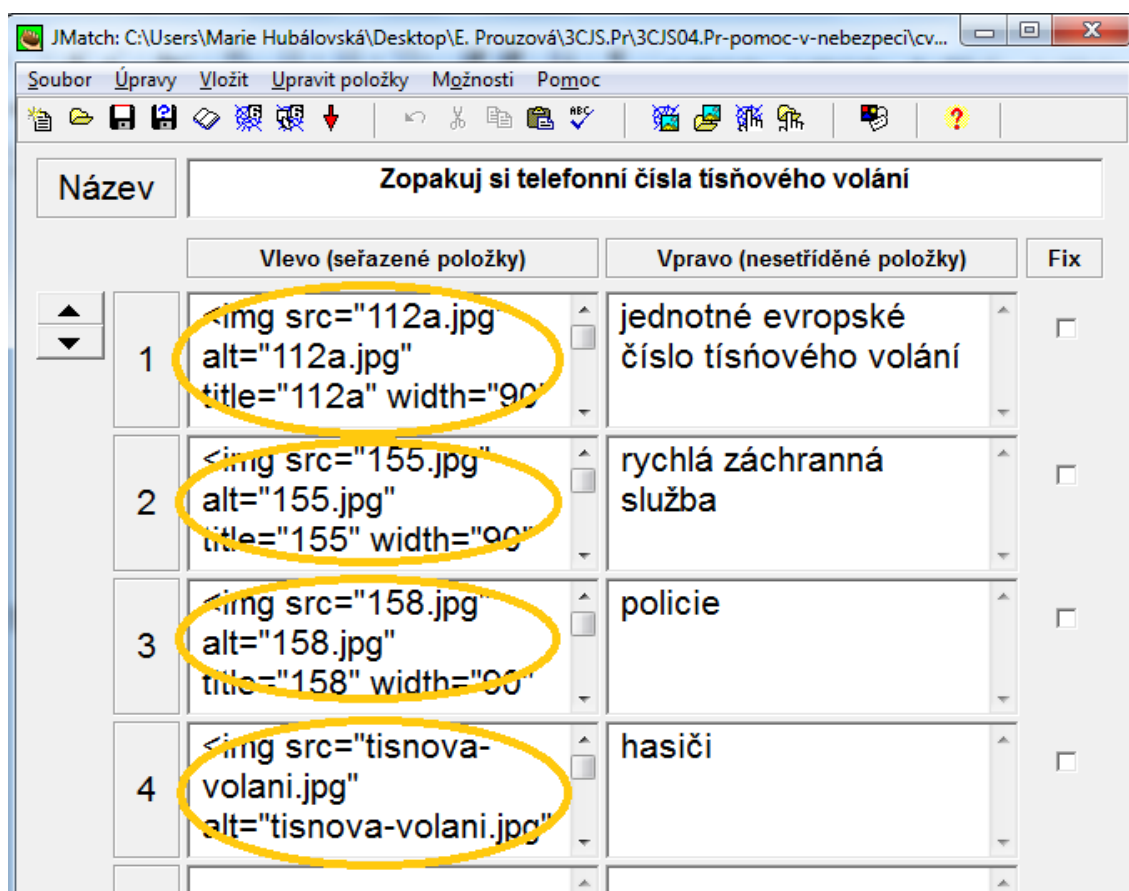 JMatch: C:\Users\Marie Hubálovská\Desktop\E. Prouzová\3CJS.Pr\3CJS04.Pr-pomoc-v-nebezpeci\cv...
Soubor Úpravy Vložit Upravit položky Možnosti Pomoc
Název
Zopakuj si telefonní čísla tísňového volání
Vlevo (seřazené položky)
Vpravo (nesetříděné položky)
Fix
1
<img src="112a.jpg"
alt="112a.jpg"
title="112a" width="90"
jednotné evropské
číslo tísńového volání
2
<img src="155.jpg"
alt="155.jpg"
title="155" width="90"
rychlá záchranná
služba
3
<img src="158.jpg"
alt="158.jpg"
title="158" width="90"
policie
4
<img src="tisnova-
volani.jpg"
alt="tisnova-volani.jpg"
hasiči